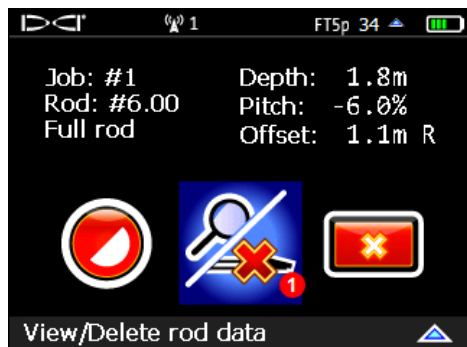 DCI 1 FT5p 34
Job: #1
Rod: #6.00
Full rod
Depth: 1.8m
Pitch: -6.0%
Offset: 1.1m R
1
View/Delete rod data